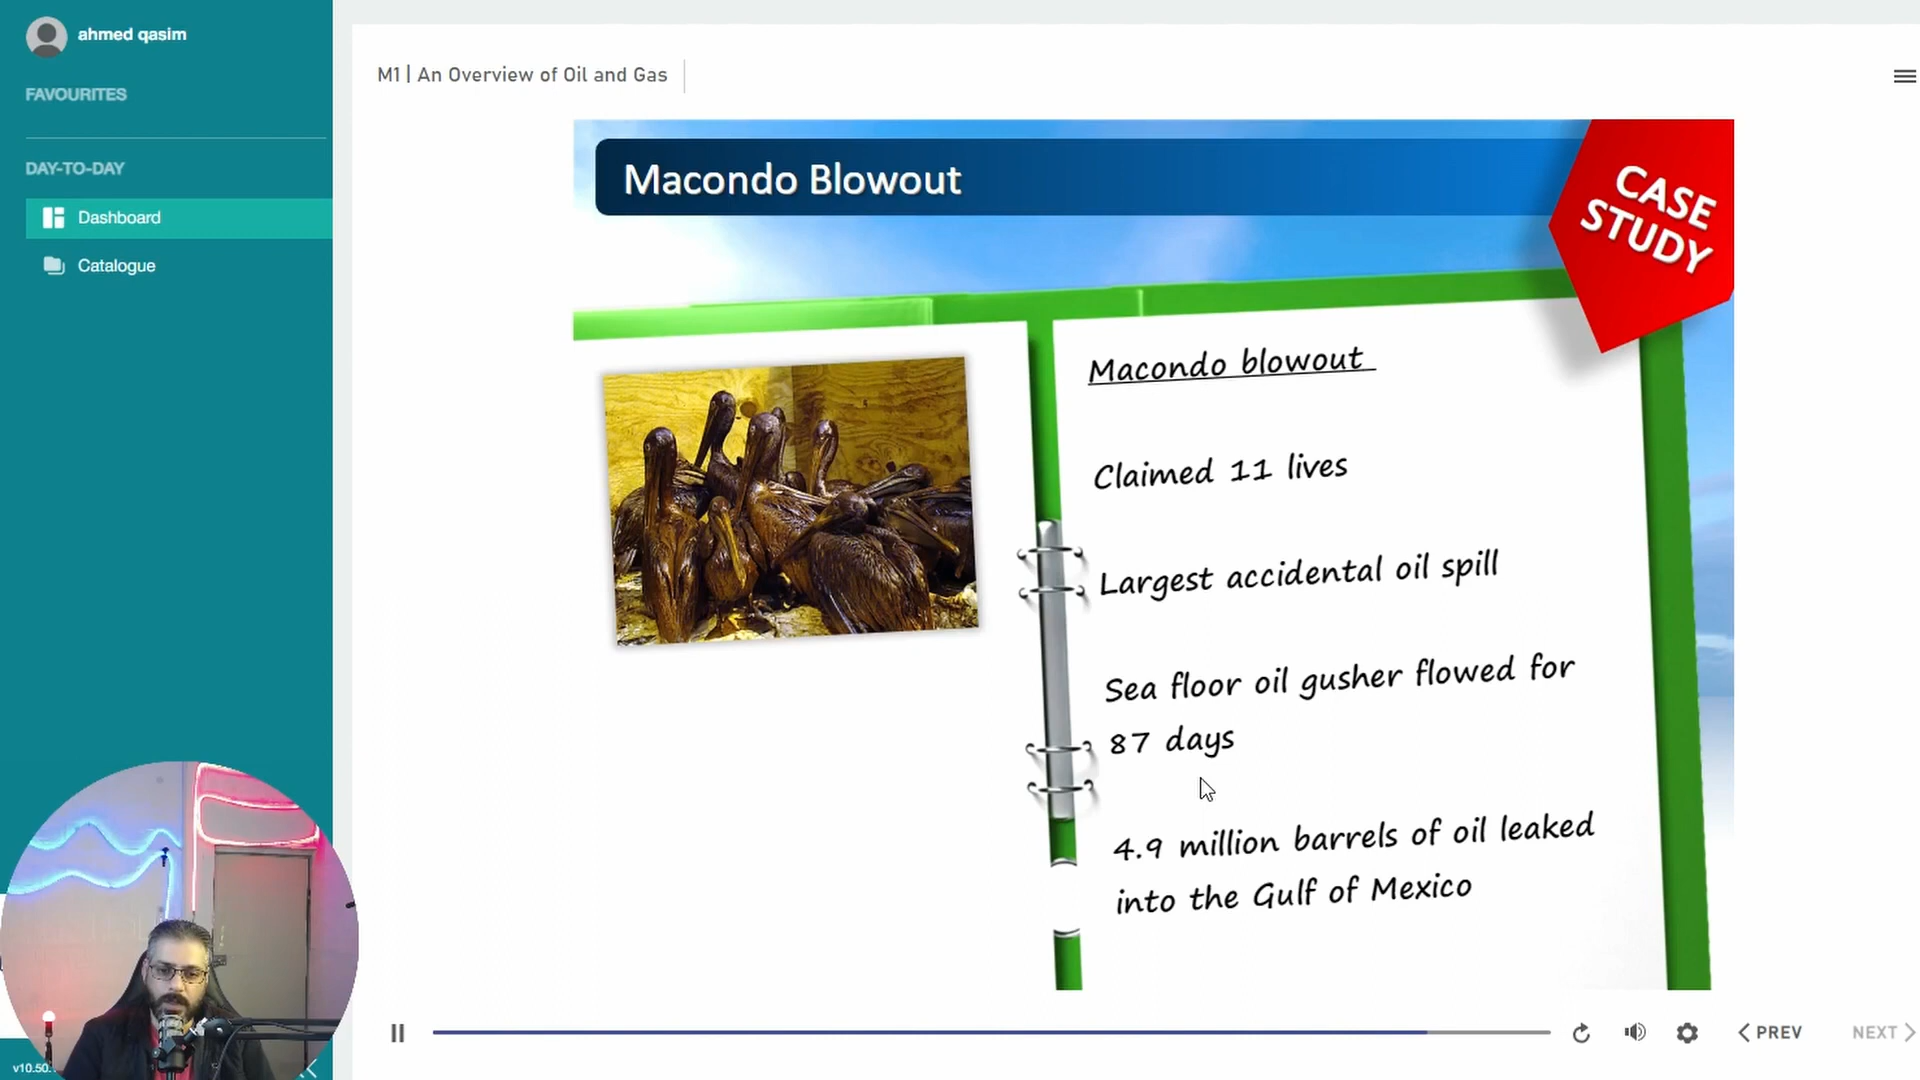 ahmed qasim
FAVOURITES
DAY-TO-DAY
Dashboard
Catalogue
v10.50.
M1 | An Overview of Oil and Gas
Macondo Blowout
CASE
STUDY
Macondo blowout
Claimed 11 lives
Largest accidental oil spill
Sea floor oil gusher flowed for
87 days
4.9 million barrels of oil leaked
into the Gulf of Mexico
PREV
NEXT